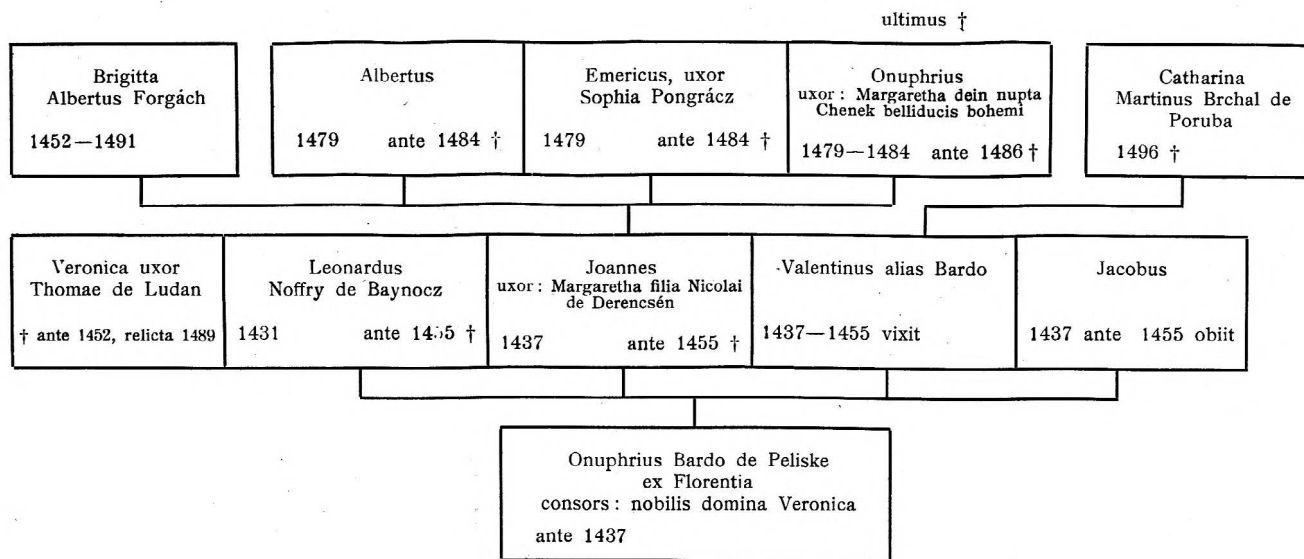 ultimus †
Brigitta
Albertus Forgách
1452—1491
Albertus
1479 ante 1484 †
Emericus, uxor
Sophia Pongrácz
1479 ante 1484 †
Onuphrius
uxor: Margaretha dein nupta
Chenek belliducis bohemi
1479—1484 ante 1486 †
Catharina
Martinus Brchal de
Poruba
1496 †
Veronica uxor
Thomae de Ludan
† ante 1452, relicta 1489
Leonardus
Noffry de Baynocz
1431 ante 1455 †
Joannes
uxor: Margaretha filia Nicolai
de Derencsén
1437 ante 1455 †
Valentinus alias Bardo
1437—1455 vixit
Jacobus
1437 ante 1455 obiit
Onuphrius Bardo de Peliske
ex Florentia
consors: nobilis domina Veronica
ante 1437